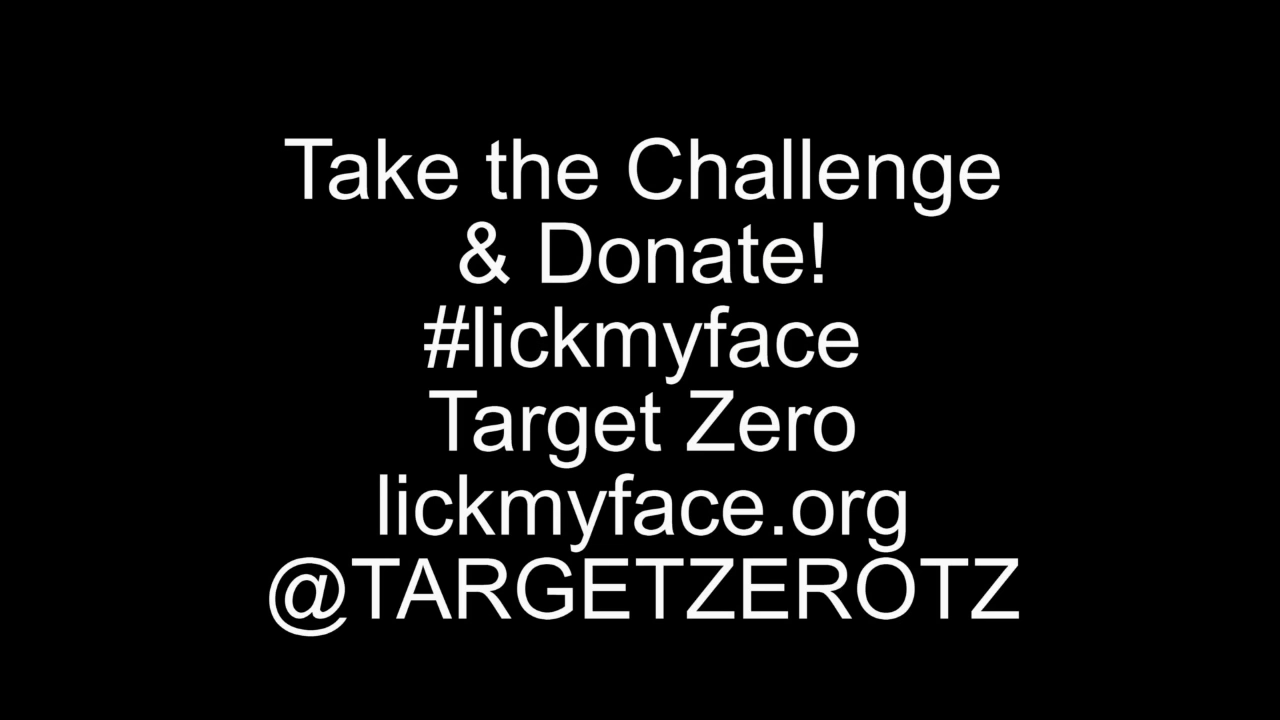 Take the Challenge
& Donate!
#lickmyface
Target Zero
lickmyface.org
@TARGETZEROTZ